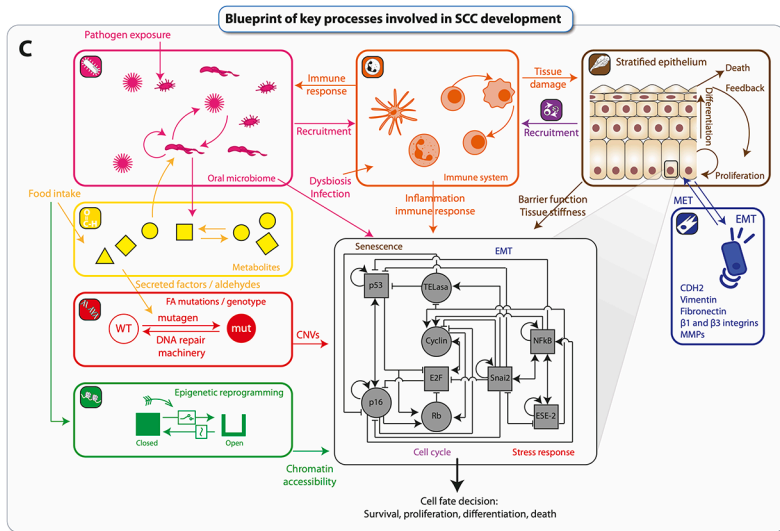 Blueprint of key processes involved in SCC development
C
Pathogen exposure
Oral microbiome
Immune
response
Recruitment
Dysbiosis
Infection
Immune system
Inflammation
immune response
Tissue
damage
Recruitment
Stratified epithelium
Death
Feedback
Differentiation
Proliferation
Barrier function
Tissue stiffness
MET
EMT
CDH2
Vimentin
Fibronectin
β1 and β3 integrins
MMPs
Food intake
Metabolites
Secreted factors / aldehydes
FA mutations / genotype
WT
mutagen
mut
DNA repair
machinery
CNVs
Epigenetic reprogramming
Closed
Open
Chromatin
accessibility
Senescence
EMT
p53
TELasa
Cyclin
NFkB
E2F
Snai2
p16
Rb
ESE-2
Cell cycle
Stress response
Cell fate decision:
Survival, proliferation, differentiation, death